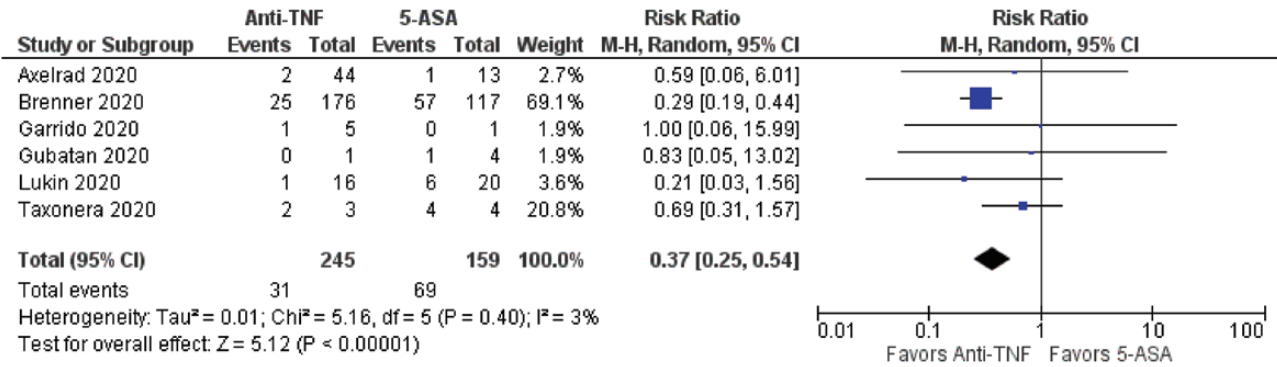 Anti-TNF 5-ASA Risk Ratio Risk Ratio
Study or Subgroup Events Total Events Total Weight M-H, Random, 95% CI M-H, Random, 95% CI
Axelrad 2020 2 44 1 13 2.7% 0.59 [0.06, 6.01]
Brenner 2020 25 176 57 117 69.1% 0.29 [0.19, 0.44]
Garrido 2020 1 5 0 1 1.9% 1.00 [0.06, 15.99]
Gubatan 2020 0 1 1 4 1.9% 0.83 [0.05, 13.02]
Lukin 2020 1 16 6 20 3.6% 0.21 [0.03, 1.56]
Taxonera 2020 2 3 4 4 20.8% 0.69 [0.31, 1.57]
Total (95% CI) 245 159 100.0% 0.37 [0.25, 0.54]
Total events 31 69
Heterogeneity: Tau² = 0.01; Chi² = 5.16, df = 5 (P = 0.40); I² = 3%
Test for overall effect: Z = 5.12 (P < 0.00001)
0.01 0.1 1 10 100
Favors Anti-TNF Favors 5-ASA